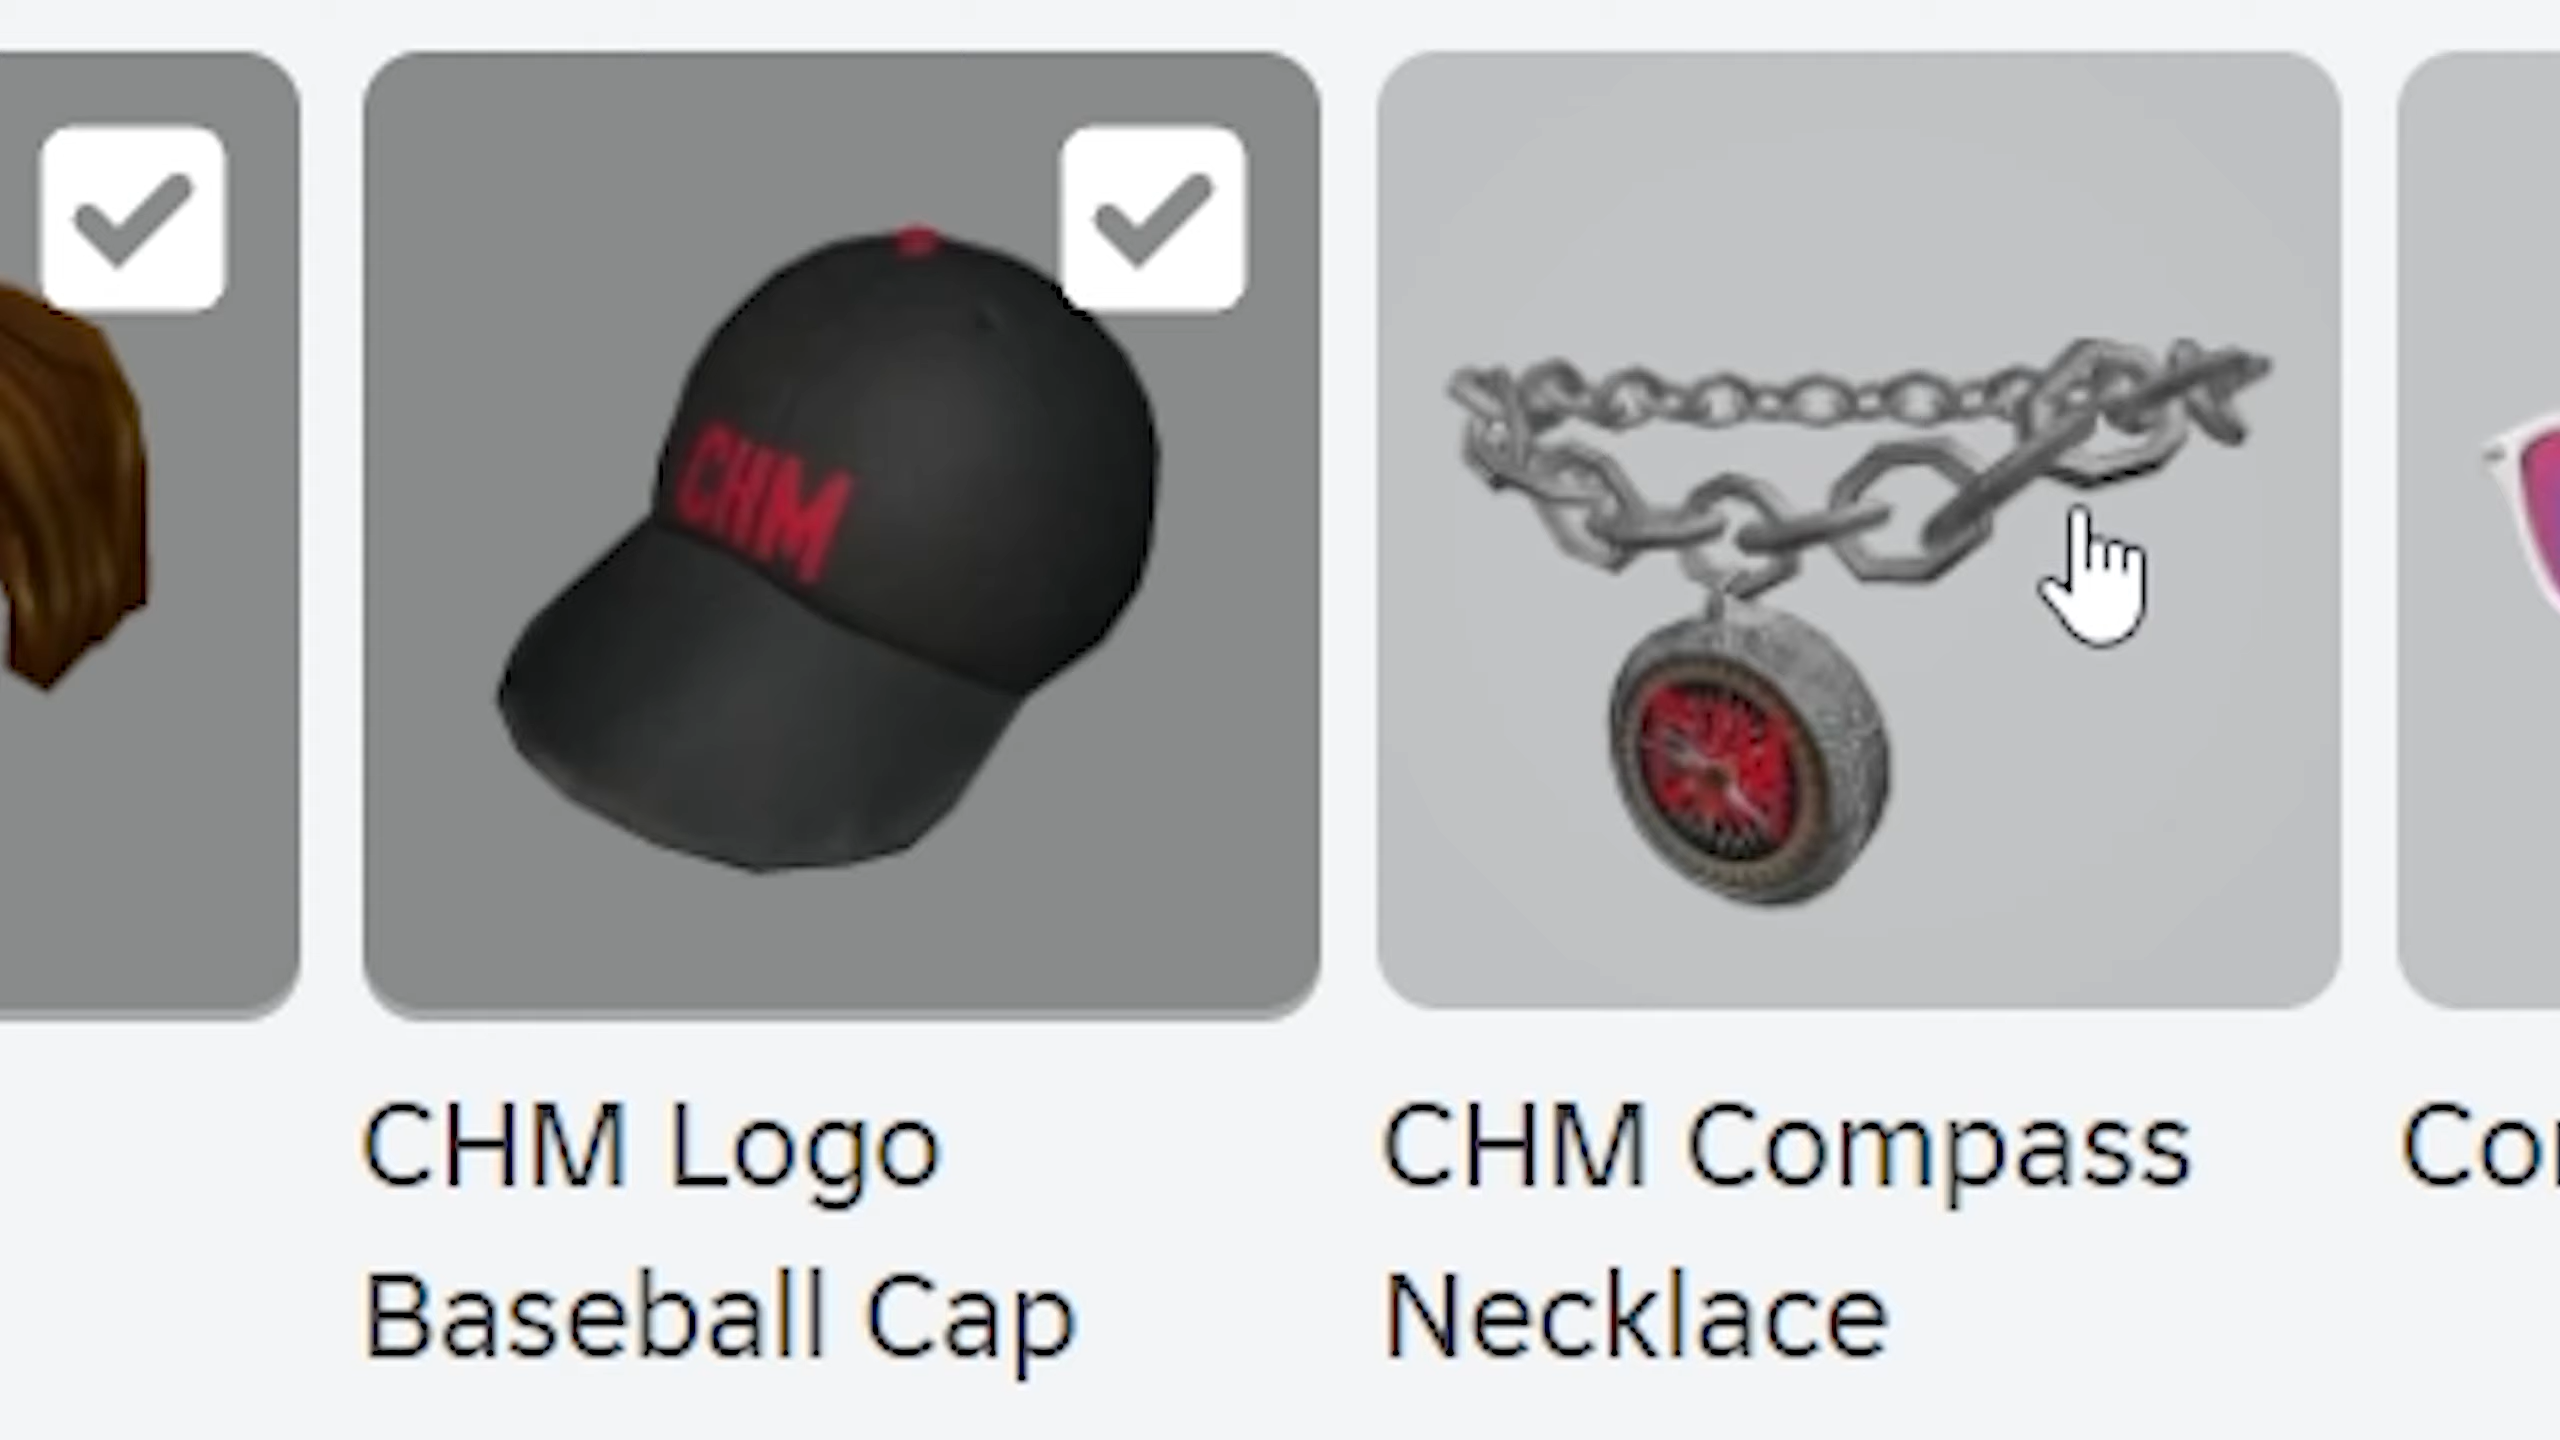 CHM
CHM Logo
Baseball Cap
CHM Compass
Necklace